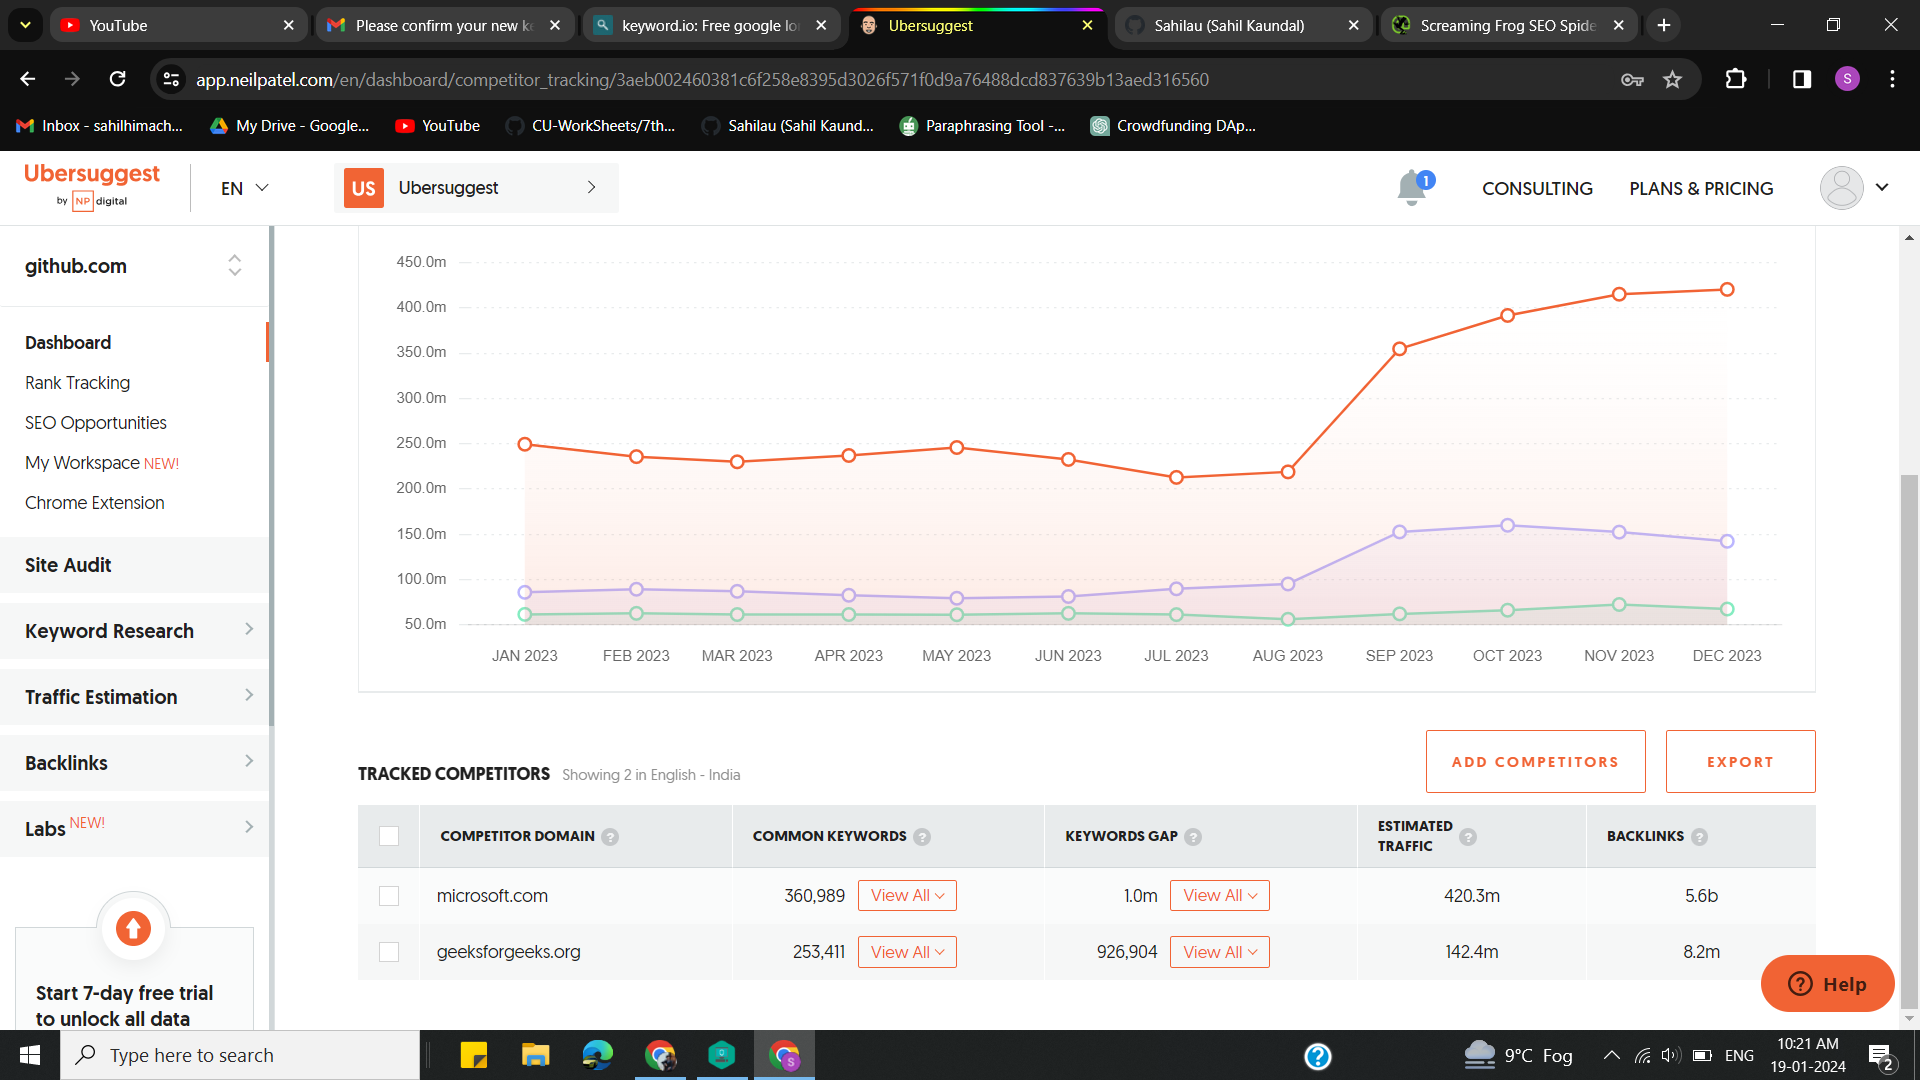 YouTube
Please confirm your new ke
keyword.io: Free google lo
Ubersuggest
Sahilau (Sahil Kaundal)
Screaming Frog SEO Spide
app.neilpatel.com/en/dashboard/competitor_tracking/3aeb002460381c6f258e8395d3026f571f0d9a76488dcd837639b13aed316560
S
Inbox - sahilhimach...
My Drive - Google...
YouTube
CU-WorkSheets/7th...
Sahilau (Sahil Kaund...
Paraphrasing Tool -...
Crowdfunding DAp...
Ubersuggest
by NP digital
EN
US Ubersuggest
1
CONSULTING
PLANS & PRICING
github.com
Dashboard
Rank Tracking
SEO Opportunities
My Workspace NEW!
Chrome Extension
Site Audit
Keyword Research
Traffic Estimation
Backlinks
Labs NEW!
Start 7-day free trial
to unlock all data
450.0m
400.0m
350.0m
300.0m
250.0m
200.0m
150.0m
100.0m
50.0m
JAN 2023 FEB 2023 MAR 2023 APR 2023 MAY 2023 JUN 2023 JUL 2023 AUG 2023 SEP 2023 OCT 2023 NOV 2023 DEC 2023
TRACKED COMPETITORS Showing 2 in English - India
ADD COMPETITORS
EXPORT
COMPETITOR DOMAIN ? COMMON KEYWORDS ? KEYWORDS GAP ? ESTIMATED TRAFFIC ? BACKLINKS ?
microsoft.com 360,989 View All 1.0m View All 420.3m 5.6b
geeksforgeeks.org 253,411 View All 926,904 View All 142.4m 8.2m
? Help
Type here to search
S
?
9°C Fog
ENG
10:21 AM
19-01-2024
2